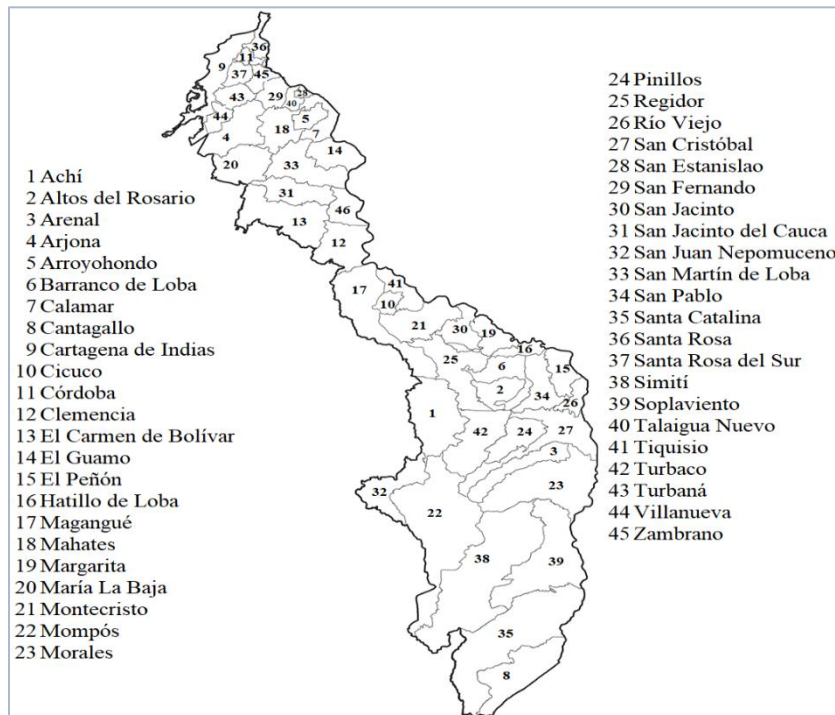 36
11
9
37
45
43
29
28
40
44
5
4
18
7
14
20
33
31
46
13
12
41
17
10
21
30
19
16
25
6
15
2
34
26
1
42
24
27
3
32
23
22
38
39
35
8
1 Achí
2 Altos del Rosario
3 Arenal
4 Arjona
5 Arroyohondo
6 Barranco de Loba
7 Calamar
8 Cantagallo
9 Cartagena de Indias
10 Cicuco
11 Córdoba
12 Clemencia
13 El Carmen de Bolívar
14 El Guamo
15 El Peñón
16 Hatillo de Loba
17 Magangué
18 Mahates
19 Margarita
20 María La Baja
21 Montecristo
22 Mompós
23 Morales
24 Pinillos
25 Regidor
26 Río Viejo
27 San Cristóbal
28 San Estanislao
29 San Fernando
30 San Jacinto
31 San Jacinto del Cauca
32 San Juan Nepomuceno
33 San Martín de Loba
34 San Pablo
35 Santa Catalina
36 Santa Rosa
37 Santa Rosa del Sur
38 Simití
39 Soplaviento
40 Talaigua Nuevo
41 Tiquisio
42 Turbaco
43 Turbaná
44 Villanueva
45 Zambrano